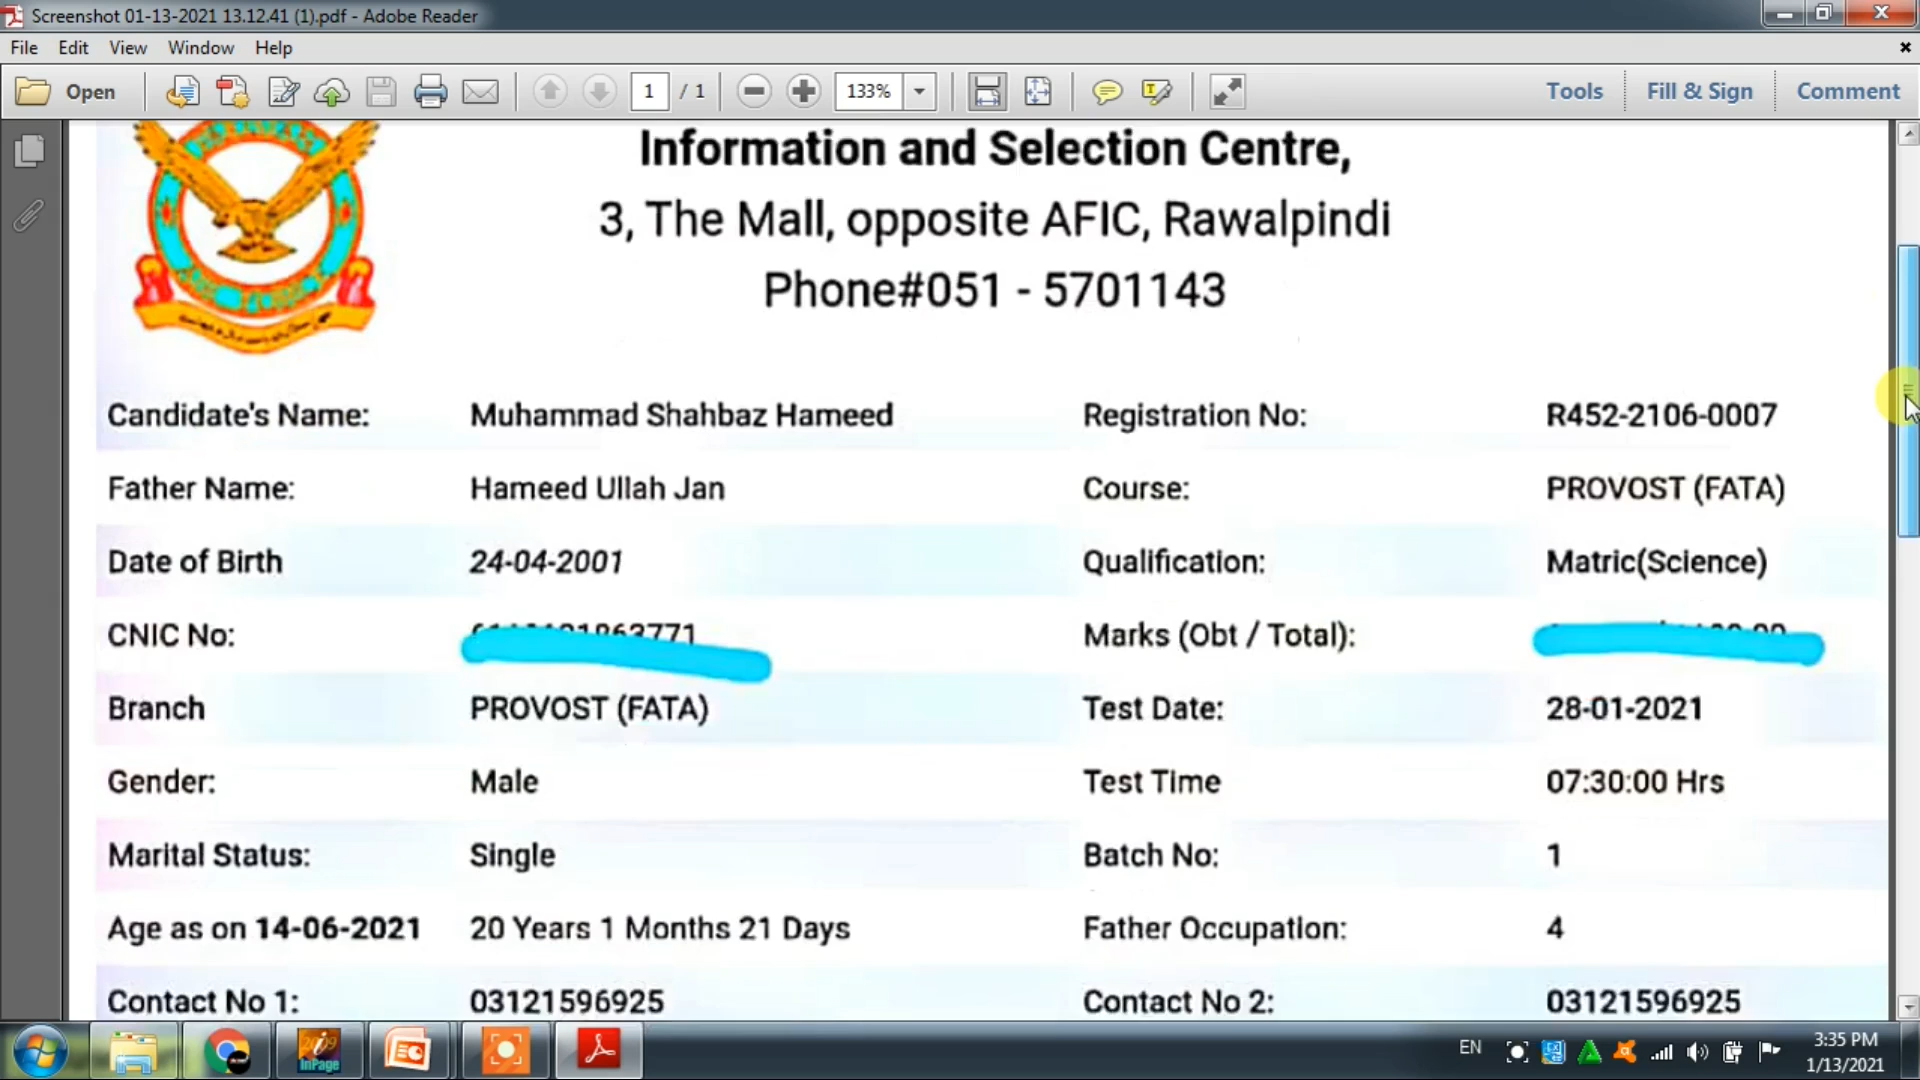 Screenshot 01-13-2021 13.12.41 (1).pdf - Adobe Reader
File Edit View Window Help
Open 1 / 1 133% Tools Fill & Sign Comment
Information and Selection Centre,
3, The Mall, opposite AFIC, Rawalpindi
Phone#051 - 5701143
Candidate's Name: Muhammad Shahbaz Hameed Registration No: R452-2106-0007
Father Name: Hameed Ullah Jan Course: PROVOST (FATA)
Date of Birth 24-04-2001 Qualification: Matric(Science)
CNIC No: Marks (Obt / Total):
Branch PROVOST (FATA) Test Date: 28-01-2021
Gender: Male Test Time 07:30:00 Hrs
Marital Status: Single Batch No: 1
Age as on 14-06-2021 20 Years 1 Months 21 Days Father Occupation: 4
Contact No 1: 03121596925 Contact No 2: 03121596925
2009
InPage
EN
3:35 PM
1/13/2021